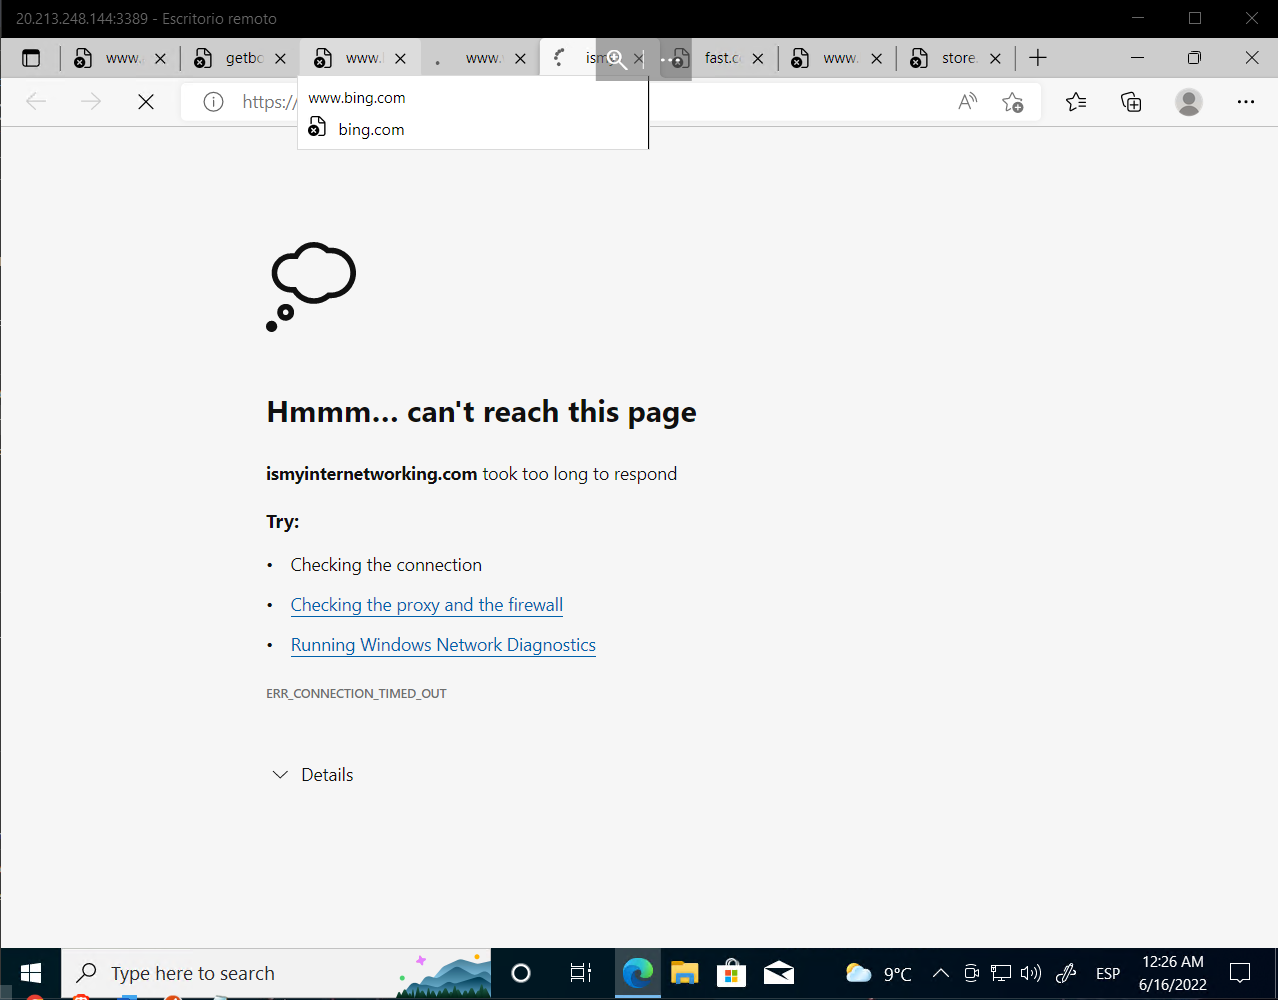 20.213.248.144:3389 - Escritorio remoto
www. getbo www. www. fast.c www. store.
https://
www.bing.com
bing.com
Hmmm... can't reach this page
ismyinternetworking.com took too long to respond
Try:
• Checking the connection
• Checking the proxy and the firewall
• Running Windows Network Diagnostics
ERR_CONNECTION_TIMED_OUT
Details
Type here to search
9°C
ESP
12:26 AM
6/16/2022